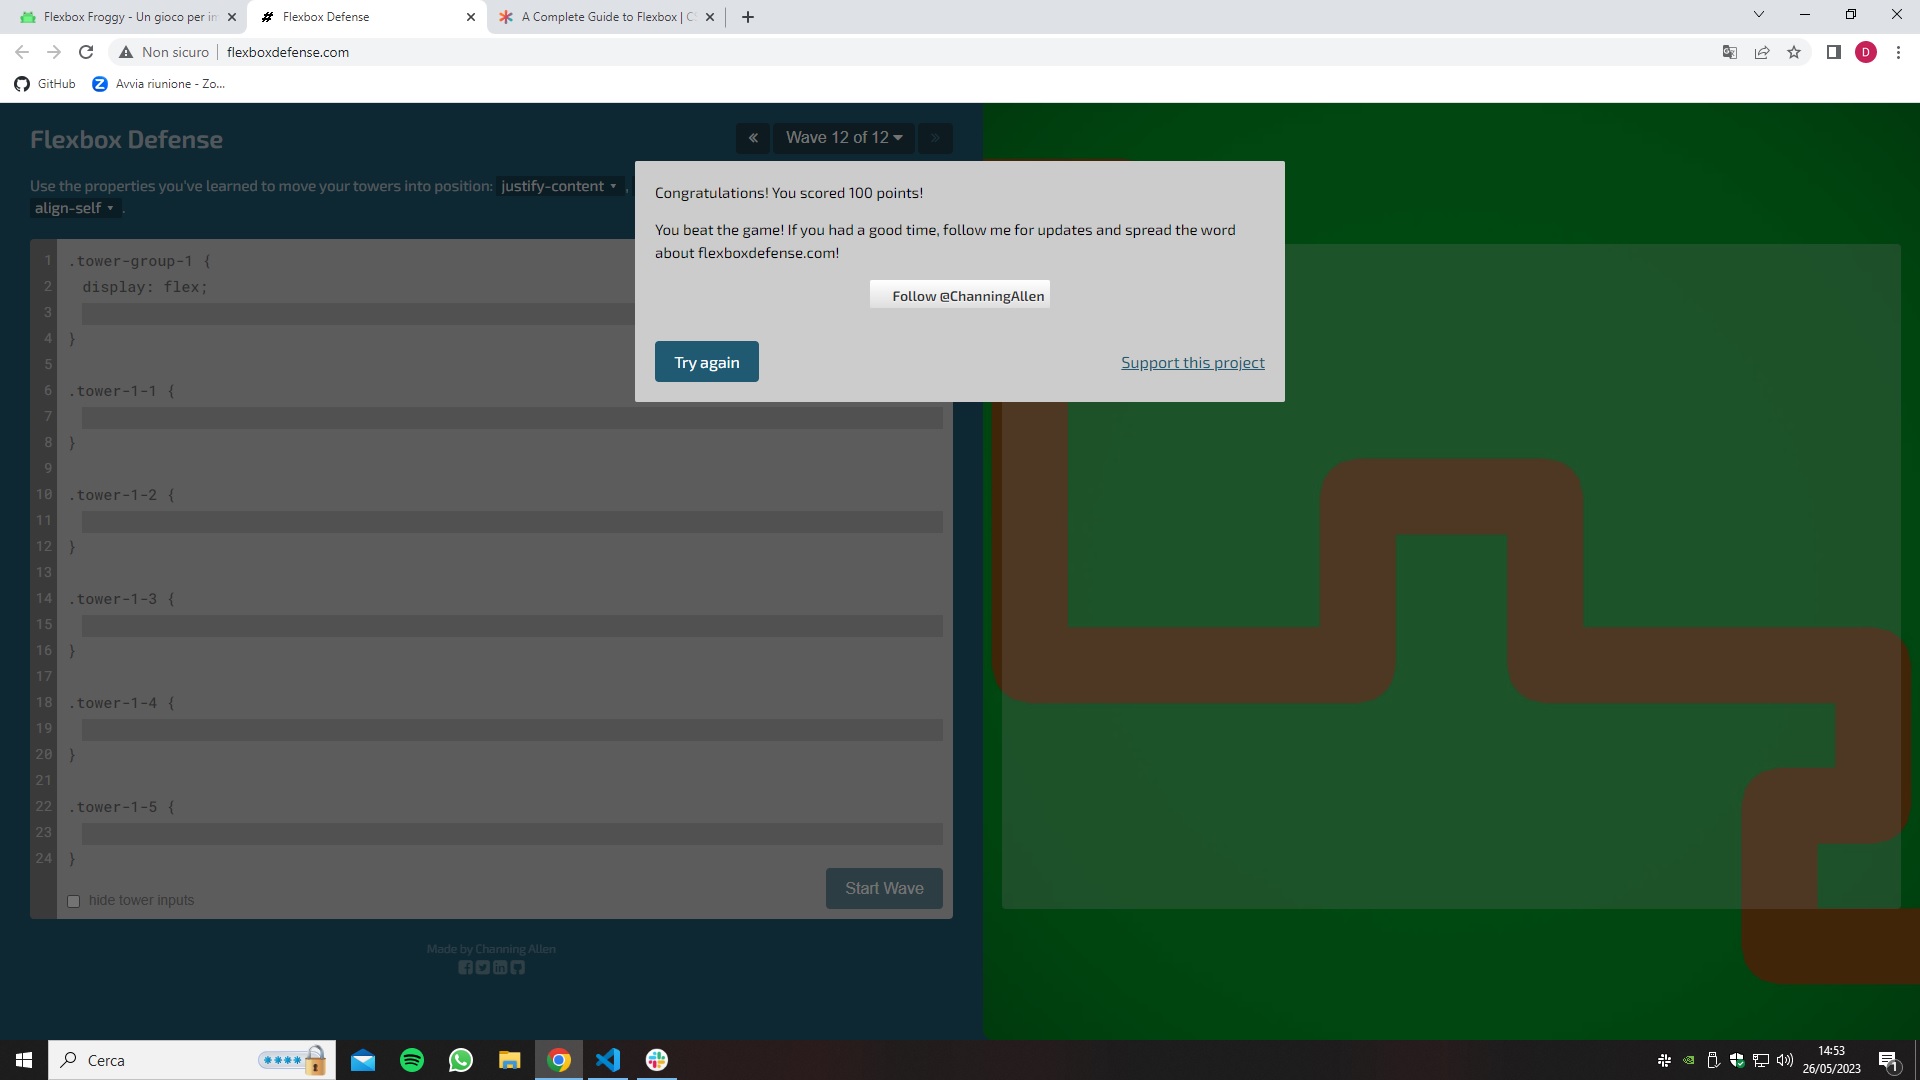 Flexbox Froggy - Un gioco per im
Flexbox Defense
A Complete Guide to Flexbox | CS
Non sicuro
flexboxdefense.com
D
GitHub
Avvia riunione - Zo...
Flexbox Defense
« Wave 12 of 12 »
Use the properties you've learned to move your towers into position: justify-content ,
align-self .
Congratulations! You scored 100 points!
You beat the game! If you had a good time, follow me for updates and spread the word
about flexboxdefense.com!
Follow @ChanningAllen
Try again
Support this project
1 .tower-group-1 {
2 display: flex;
3
4 }
5
6 .tower-1-1 {
7
8 }
9
10 .tower-1-2 {
11
12 }
13
14 .tower-1-3 {
15
16 }
17
18 .tower-1-4 {
19
20 }
21
22 .tower-1-5 {
23
24 }
hide tower inputs
Start Wave
Made by Channing Allen
Cerca
14:53
26/05/2023
1